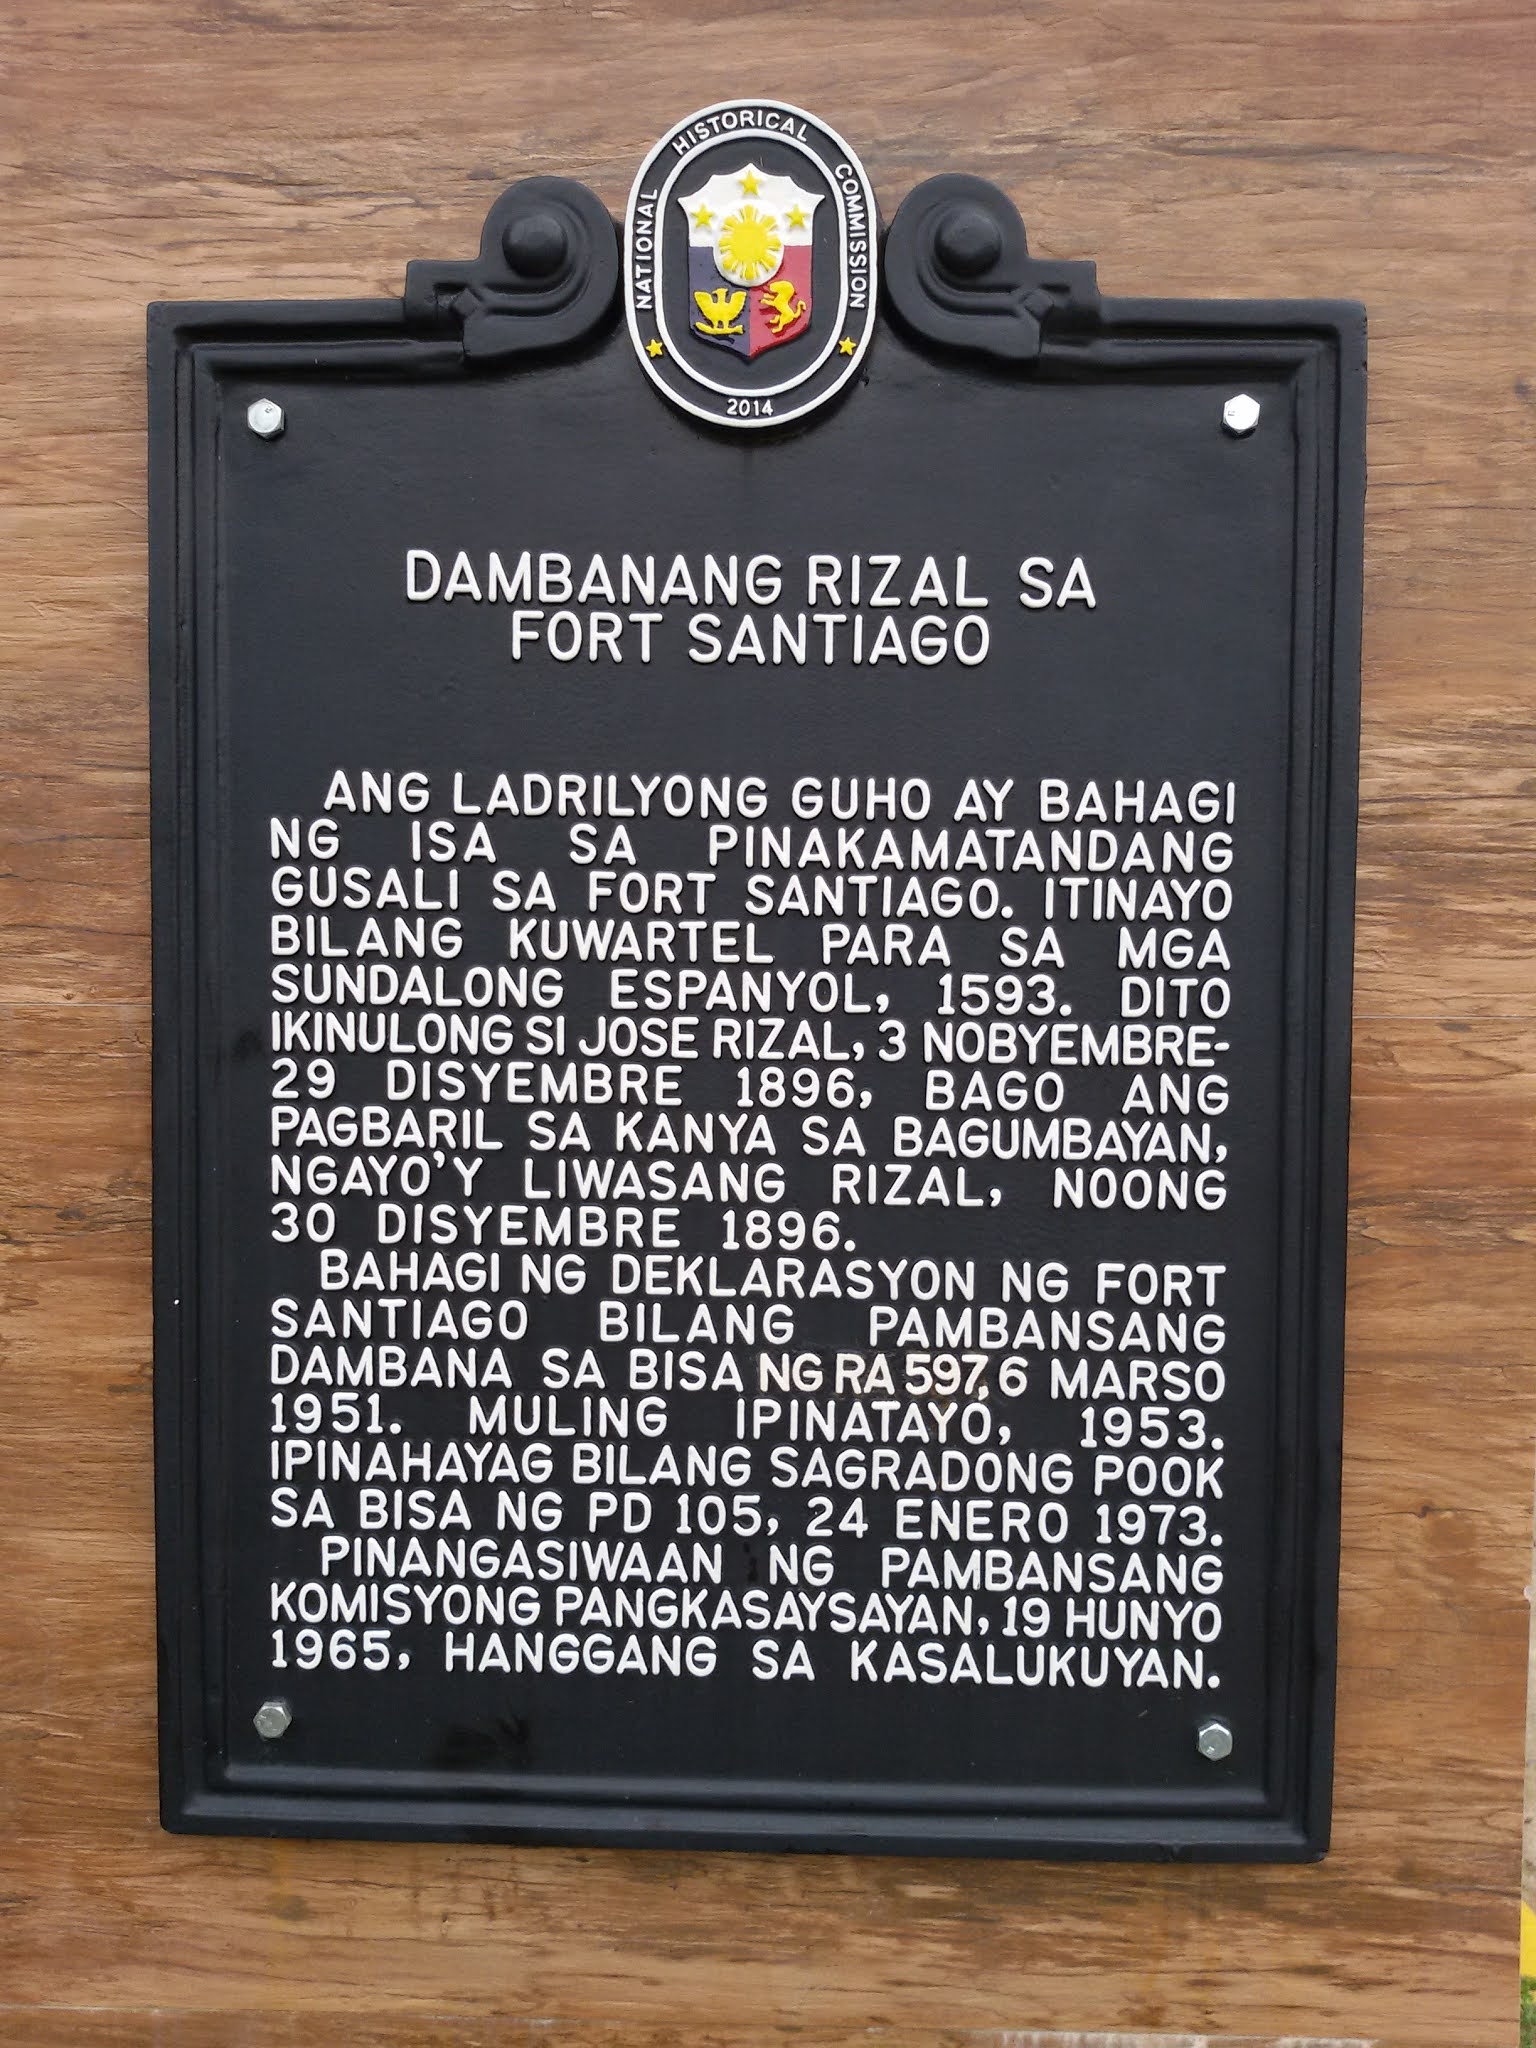 NATIONAL HISTORICAL COMMISSION
2014
DAMBANANG RIZAL SA
FORT SANTIAGO
ANG LADRILYONG GUHO AY BAHAGI
NG ISA SA PINAKAMATANDANG
GUSALI SA FORT SANTIAGO. ITINAYO
BILANG KUWARTEL PARA SA MGA
SUNDALONG ESPANYOL, 1593. DITO
IKINULONG SI JOSE RIZAL, 3 NOBYEMBRE-
29 DISYEMBRE 1896, BAGO ANG
PAGBARIL SA KANYA SA BAGUMBAYAN,
NGAYO'Y LIWASANG RIZAL, NOONG
30 DISYEMBRE 1896.
BAHAGI NG DEKLARASYON NG FORT
SANTIAGO BILANG PAMBANSANG
DAMBANA SA BISA NG RA 597, 6 MARSO
1951. MULING IPINATAYO, 1953.
IPINAHAYAG BILANG SAGRADONG POOK
SA BISA NG PD 105, 24 ENERO 1973.
PINANGASIWAAN NG PAMBANSANG
KOMISYONG PANGKASAYSAYAN, 19 HUNYO
1965, HANGGANG SA KASALUKUYAN.